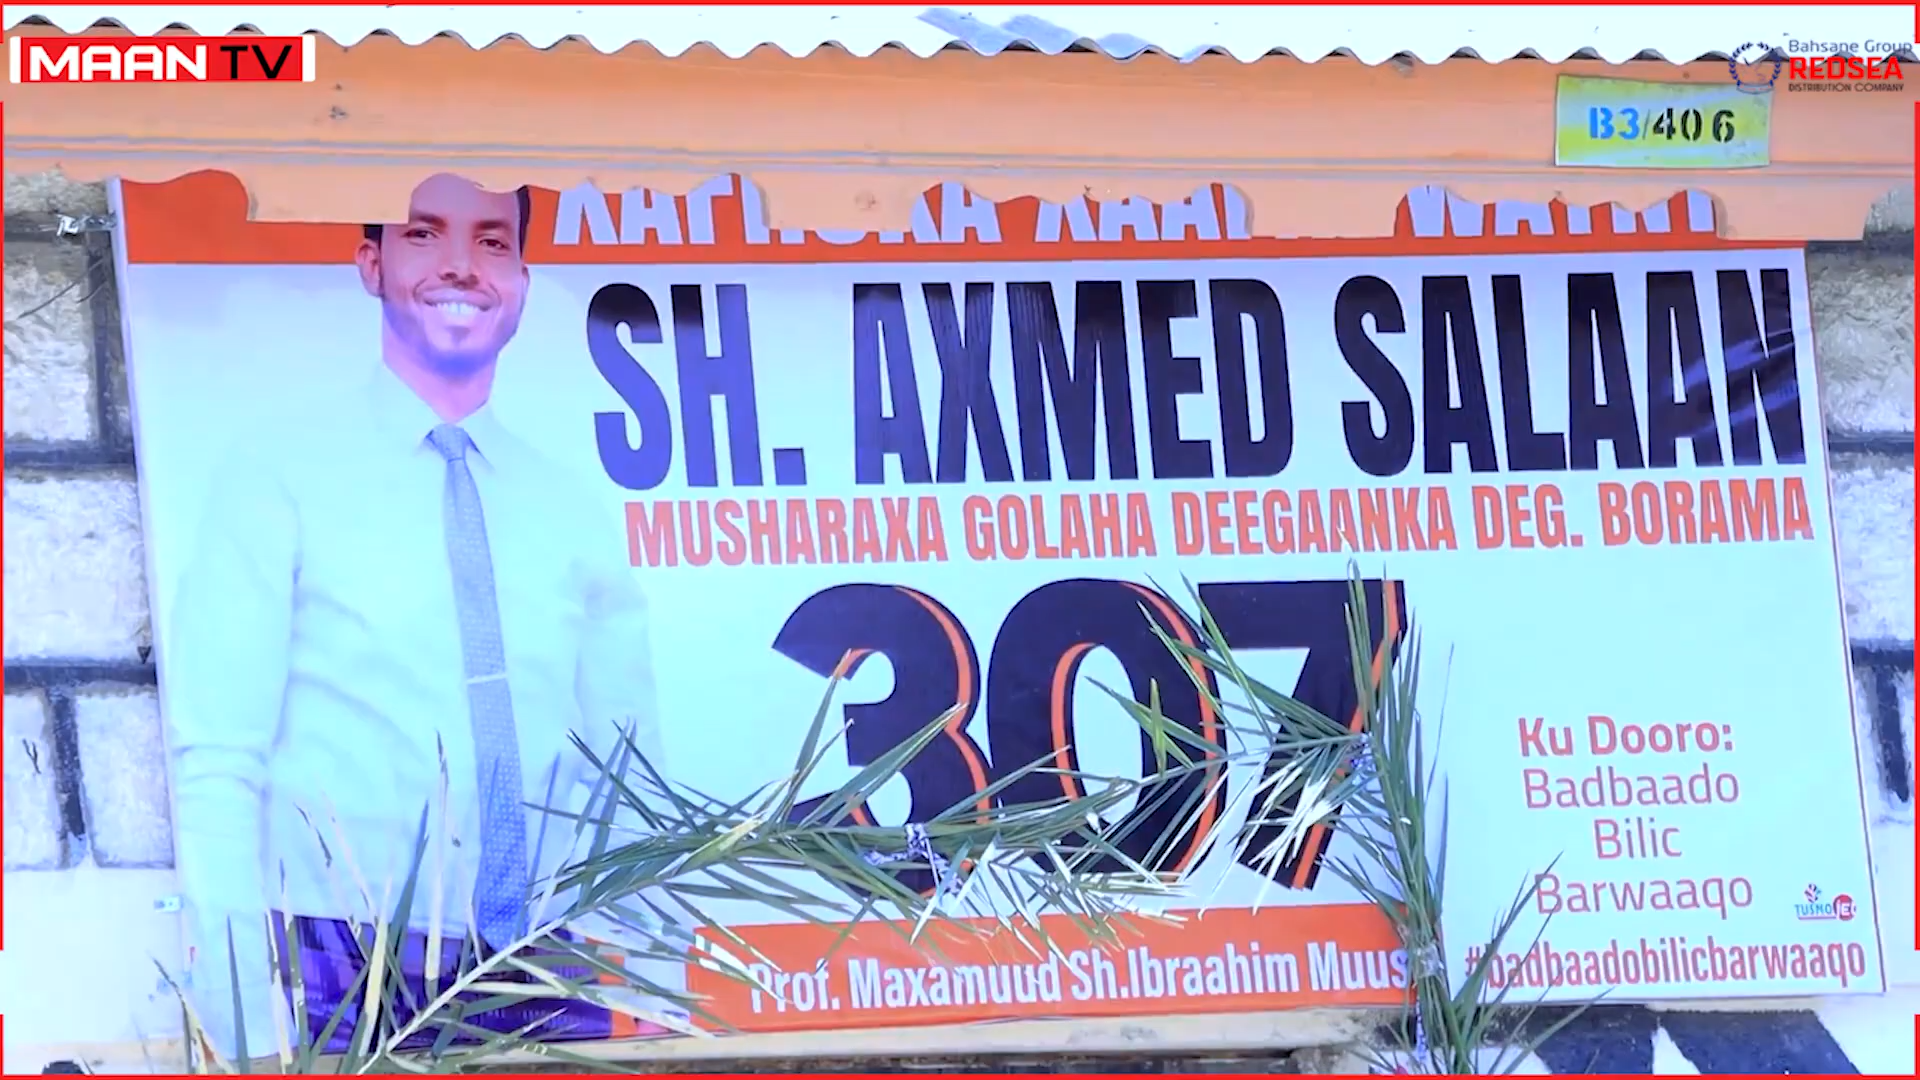 MAAN TV
Bahsane Group
REDSEA
DISTRIBUTION COMPANY
B3/406
SH. AXMED SALAAN
MUSHARAXA GOLAHA DEEGAANKA DEG. BORAMA
307
Ku Dooro:
Badbaado
Bilic
Barwaaqo
TUSMO
#badbaadobilicbarwaaqo
Prof. Maxamuud Sh.Ibraahim